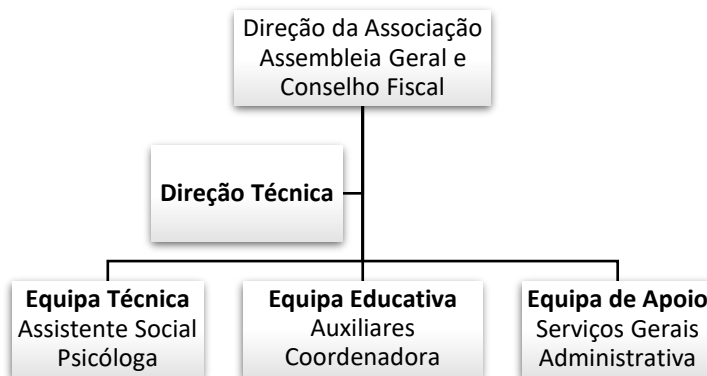 Direção da Associação
Assembleia Geral e
Conselho Fiscal
Direção Técnica
Equipa Técnica
Assistente Social
Psicóloga
Equipa Educativa
Auxiliares
Coordenadora
Equipa de Apoio
Serviços Gerais
Administrativa